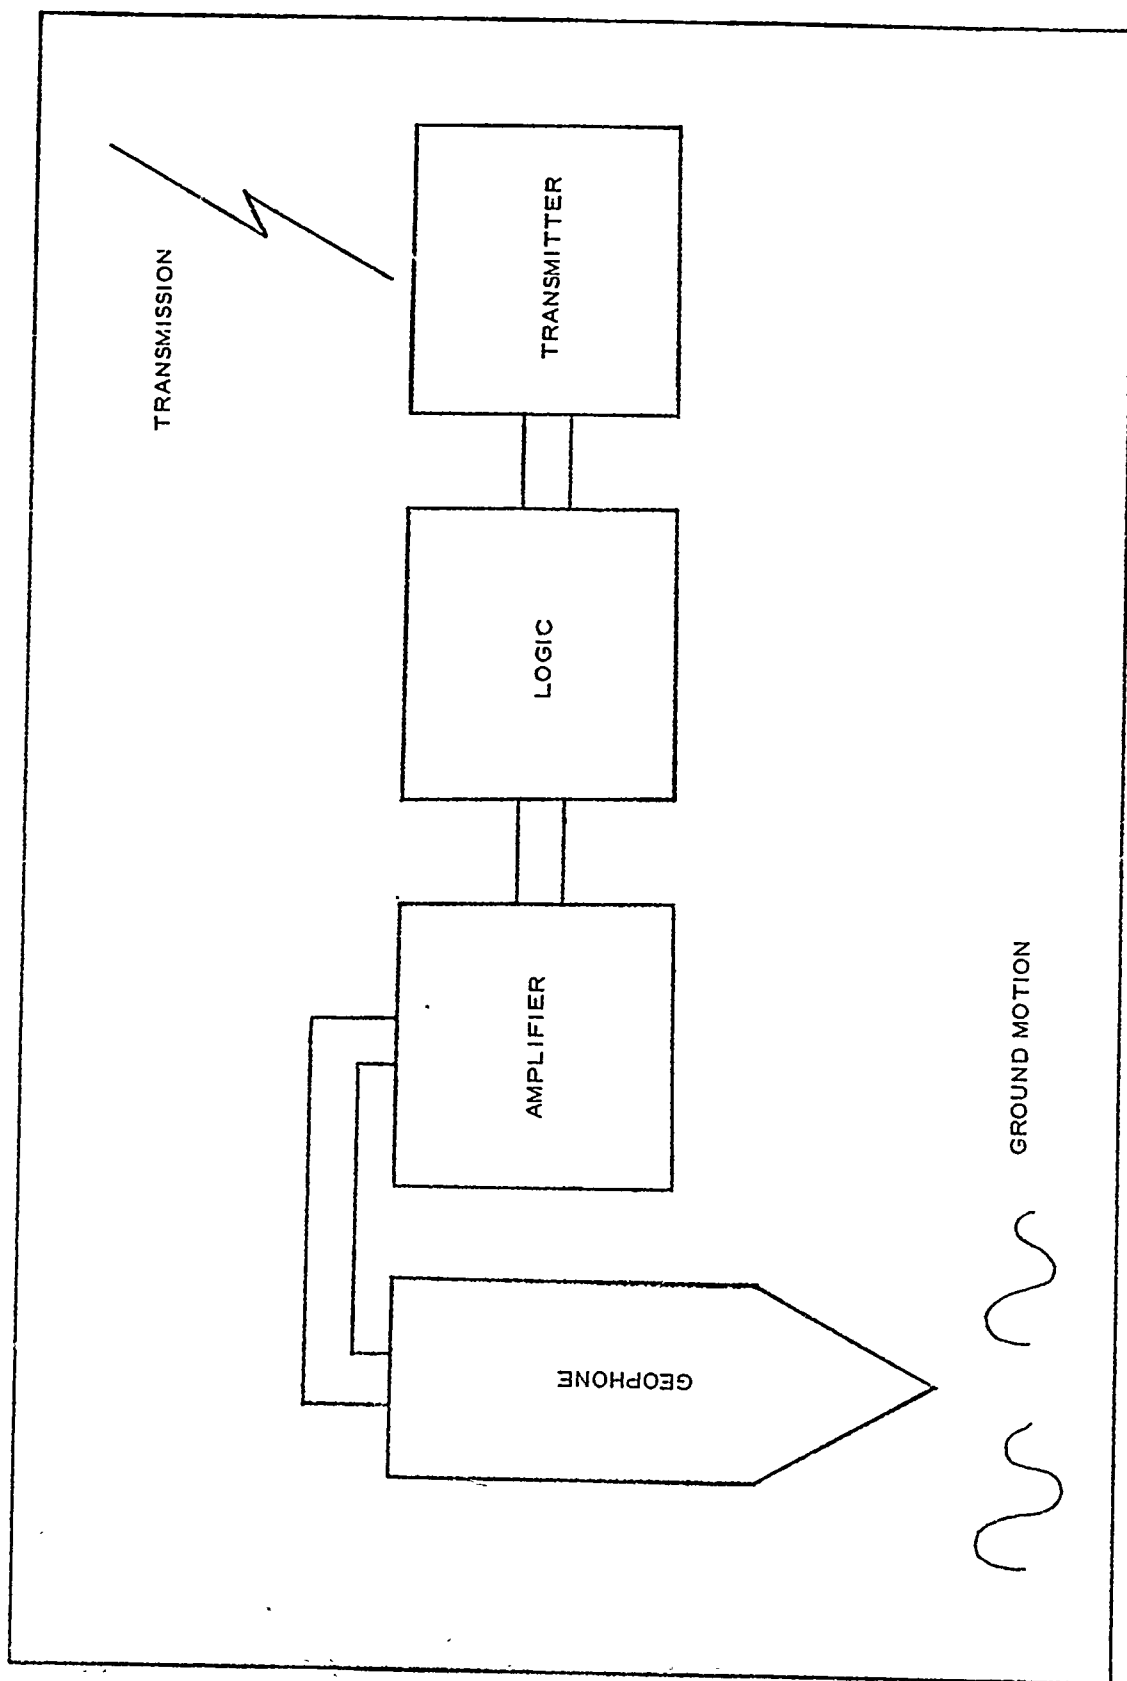 TRANSMISSION
GEOPHONE
AMPLIFIER
LOGIC
TRANSMITTER
GROUND MOTION